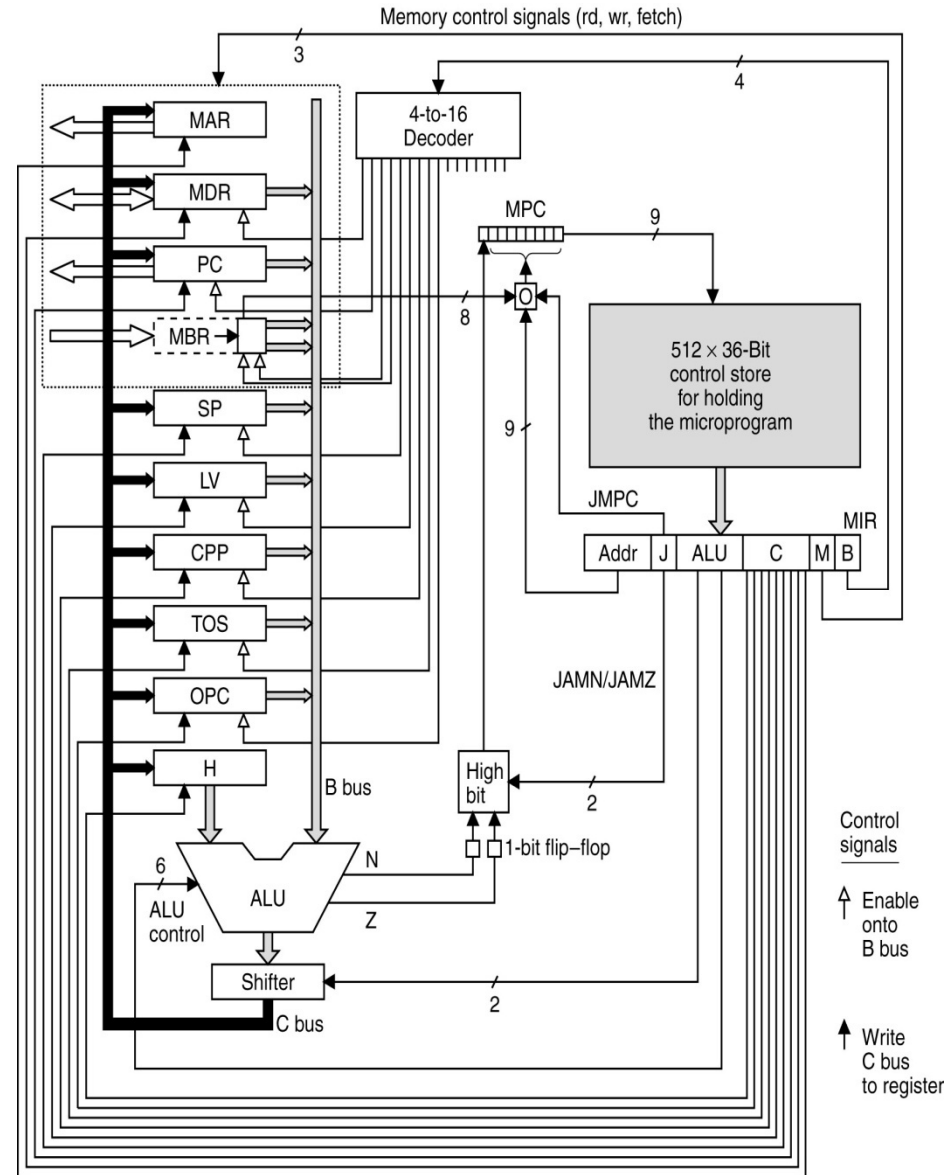 Memory control signals (rd, wr, fetch)
3
4
MAR
4-to-16
Decoder
MDR
MPC
9
PC
O
8
MBR
512 × 36-Bit
control store
for holding
the microprogram
SP
9
LV
JMPC
MIR
Addr J ALU C M B
CPP
TOS
JAMN/JAMZ
OPC
H
B bus
High
bit
2
Control
signals
1-bit flip–flop
N
6
ALU
ALU
control
Z
Enable
onto
B bus
Shifter
2
C bus
Write
C bus
to register